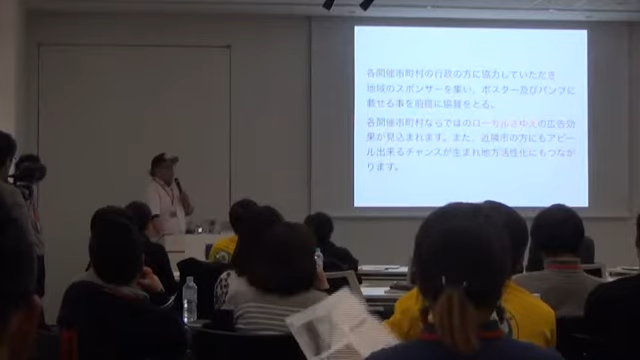 各開催市町村の行政の方に協力していただき
地域のスポンサーを集い、ポスター及びパンフに
載せる事を前提に協賛をとる。
各開催市町村ならではのローカルさゆえの広告効
果が見込まれます。また、近隣市の方にもアピー
ル出来るチャンスが生まれ地方活性化にもつなが
ります。